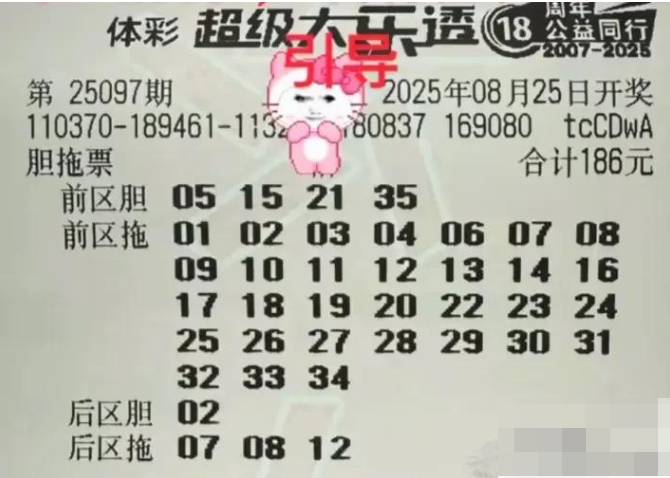 体彩 超级大乐透 18 周年
公益同行
2007-2025
引导
第 25097期 2025年08月25日开奖
110370-189461-113 80837 169080 tcCDwA
胆拖票 合计186元
前区胆 05 15 21 35
前区拖 01 02 03 04 06 07 08
09 10 11 12 13 14 16
17 18 19 20 22 23 24
25 26 27 28 29 30 31
32 33 34
后区胆 02
后区拖 07 08 12